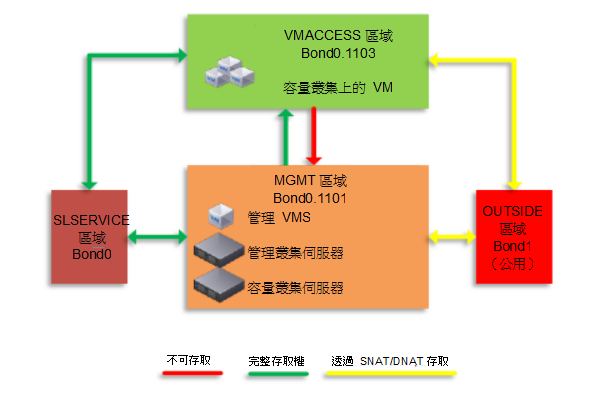 VMACCESS 區域
Bond0.1103
容量叢集上的 VM
MGMT 區域
Bond0.1101
管理 VMS
管理叢集伺服器
容量叢集伺服器
SLSERVICE
區域
Bond0
OUTSIDE
區域
Bond1
（公用）
不可存取
完整存取權
透過 SNAT/DNAT 存取